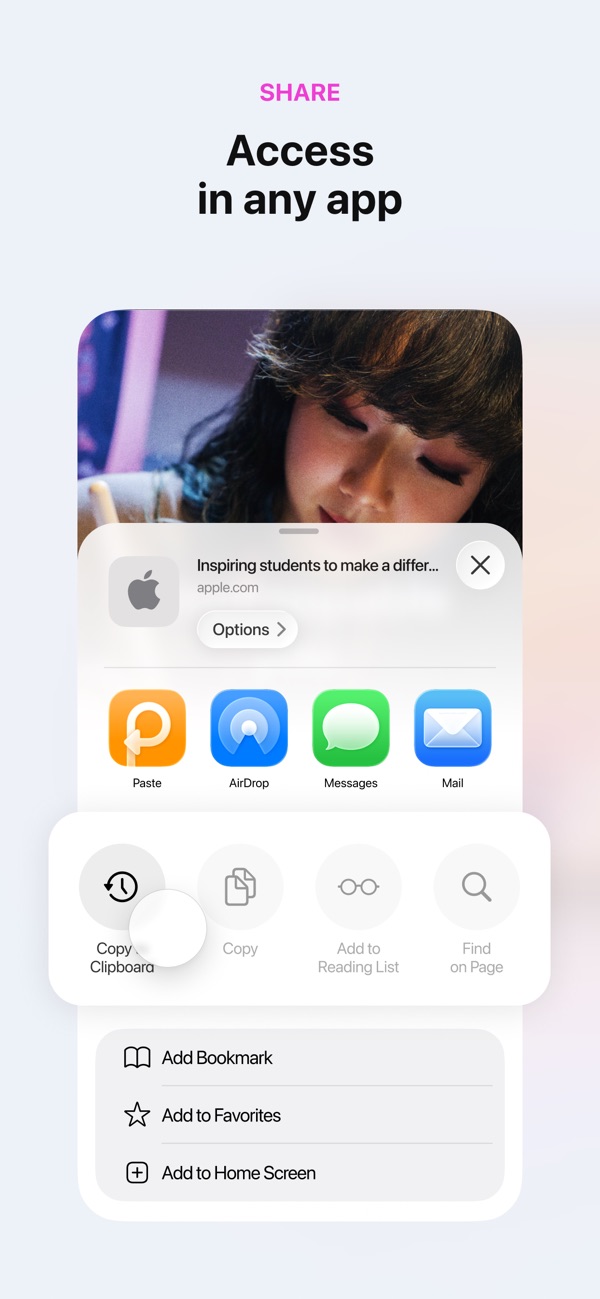 SHARE
Access
in any app
Inspiring students to make a differ...
apple.com
Options
Paste
AirDrop
Messages
Mail
Copy
Clipboard
Copy
Add to
Reading List
Find
on Page
Add Bookmark
Add to Favorites
Add to Home Screen